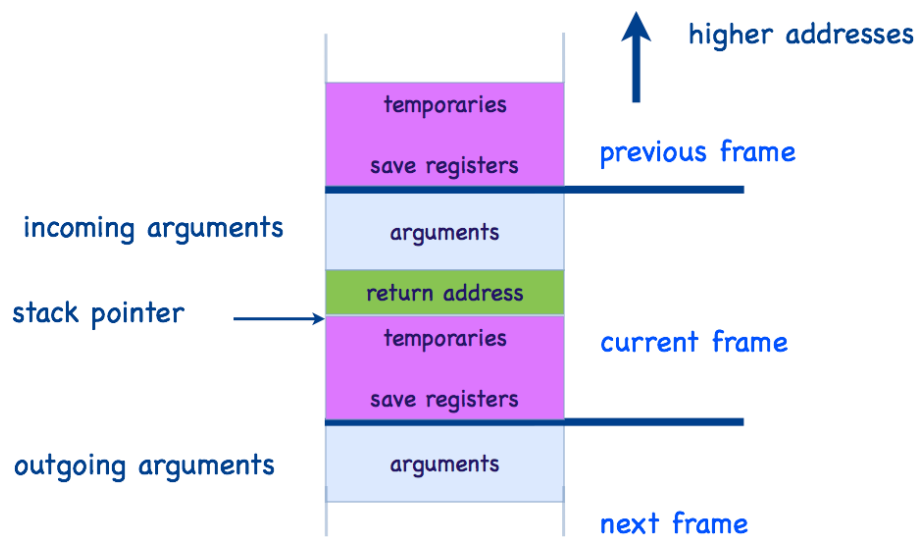 higher addresses
temporaries
save registers
previous frame
incoming arguments
arguments
return address
stack pointer
temporaries
current frame
save registers
outgoing arguments
arguments
next frame